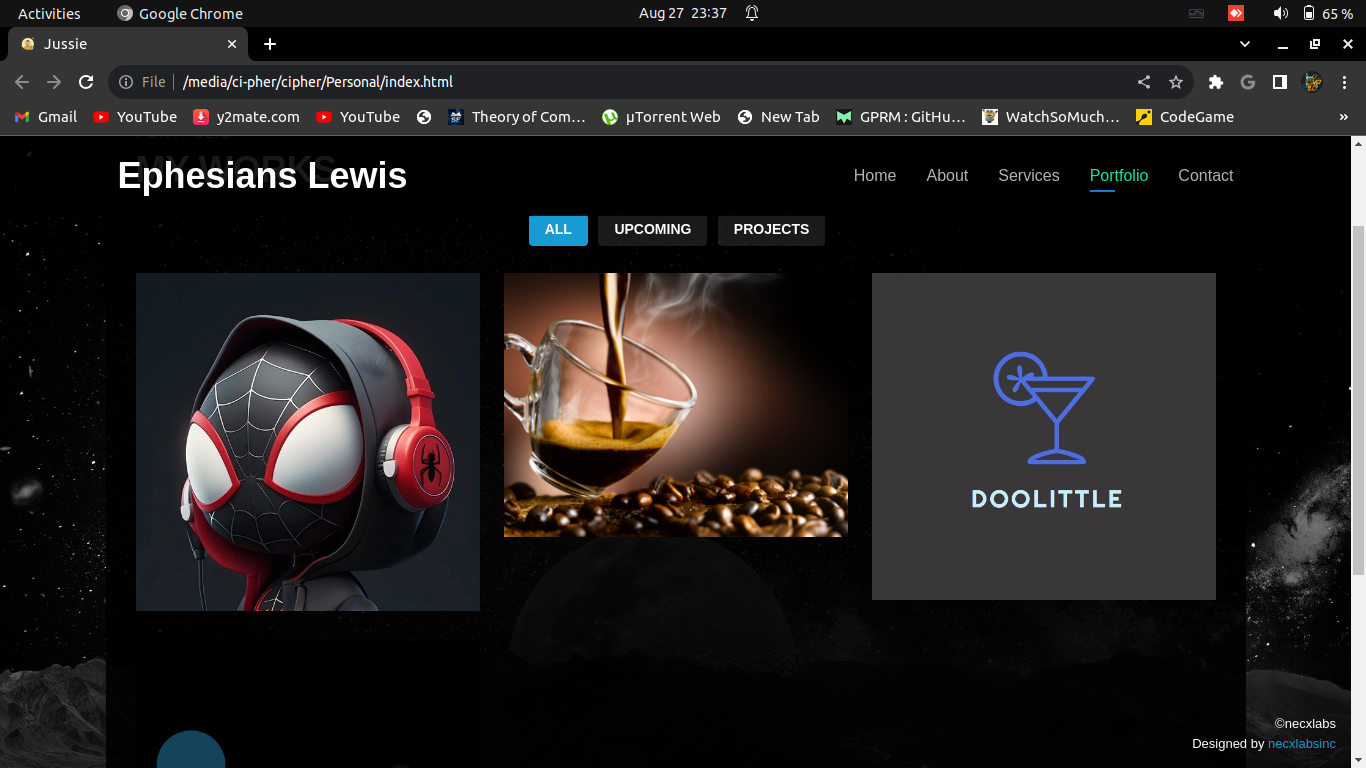 Activities Google Chrome Aug 27 23:37 65 %
Jussie
File /media/ci-pher/cipher/Personal/index.html
Gmail YouTube y2mate.com YouTube Theory of Com… µTorrent Web New Tab GPRM : GitHu… WatchSoMuch… CodeGame »
MY WORKS
Ephesians Lewis Home About Services Portfolio Contact
ALL UPCOMING PROJECTS
DOOLITTLE
©necxlabs
Designed by necxlabsinc